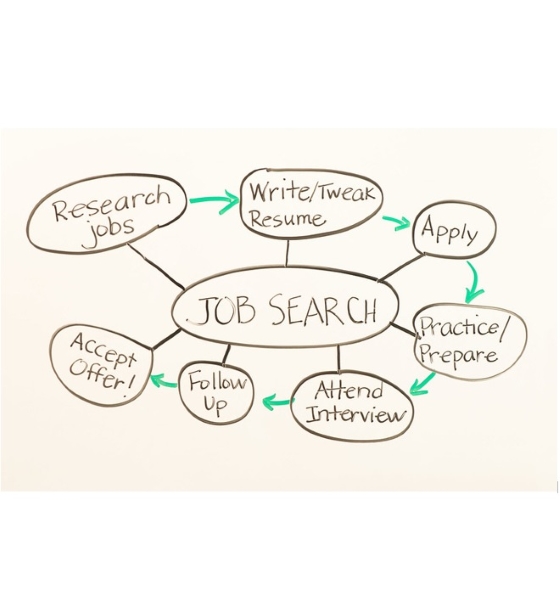 Research
jobs
Write/Tweak
Resume
Apply
JOB SEARCH
Practice/
Prepare
Accept
Offer!
Follow
Up
Attend
Interview